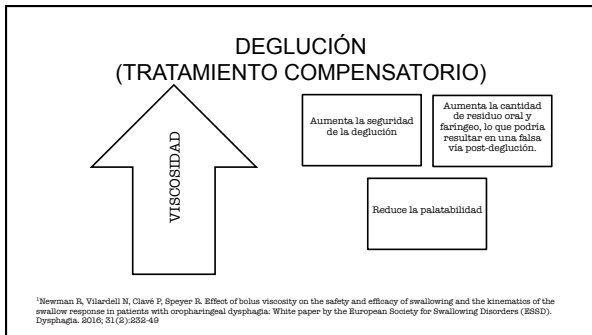 DEGLUCIÓN
(TRATAMIENTO COMPENSATORIO)
VISCOSIDAD
Aumenta la seguridad
de la deglución
Aumenta la cantidad
de residuo oral y
faríngeo, lo que podría
resultar en una falsa
vía post-deglución.
Reduce la palatabilidad
1Newman R, Vilardell N, Clavé P, Speyer R. Effect of bolus viscosity on the safety and efficacy of swallowing and the kinematics of the
swallow response in patients with oropharingeal dysphagia: White paper by the European Society for Swallowing Disorders (ESSD).
Dysphagia. 2016; 31(2):232-49